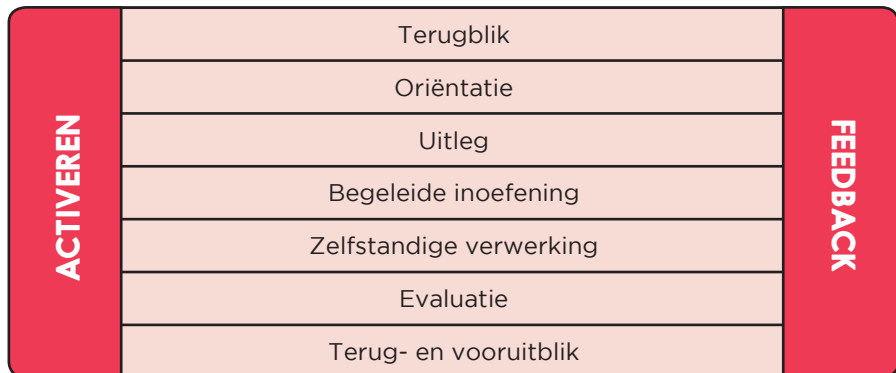 ACTIVEREN
Terugblik
Oriëntatie
Uitleg
Begeleide inoefening
Zelfstandige verwerking
Evaluatie
Terug- en vooruitblik
FEEDBACK